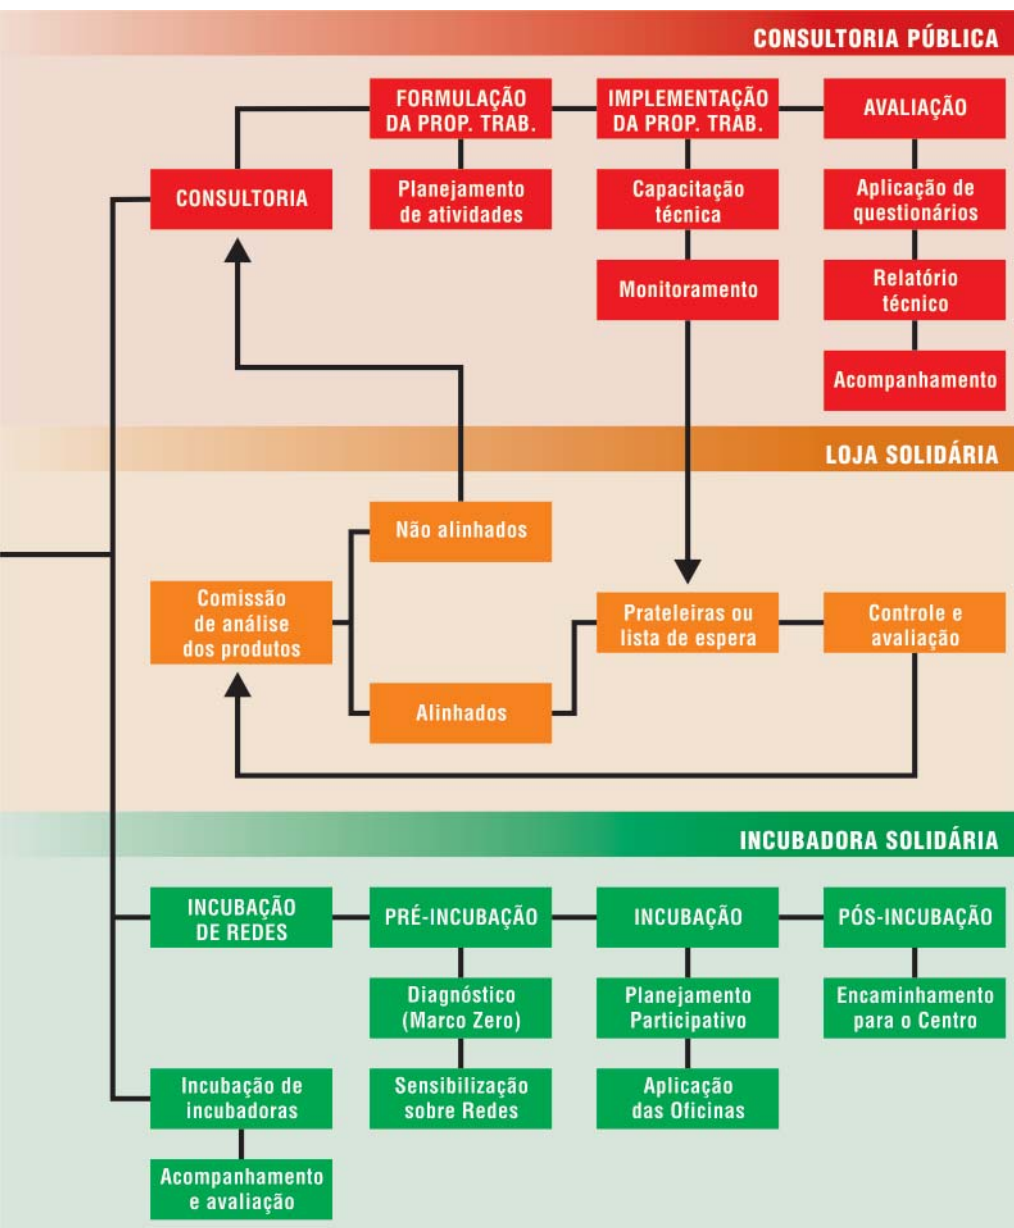 CONSULTORIA PÚBLICA
FORMULAÇÃO
DA PROP. TRAB.
IMPLEMENTAÇÃO
DA PROP. TRAB.
AVALIAÇÃO
CONSULTORIA
Planejamento
de atividades
Capacitação
técnica
Aplicação de
questionários
Monitoramento
Relatório
técnico
Acompanhamento
LOJA SOLIDÁRIA
Não alinhados
Comissão
de análise
dos produtos
Prateleiras ou
lista de espera
Controle e
avaliação
Alinhados
INCUBADORA SOLIDÁRIA
INCUBAÇÃO
DE REDES
PRÉ-INCUBAÇÃO
INCUBAÇÃO
PÓS-INCUBAÇÃO
Diagnóstico
(Marco Zero)
Planejamento
Participativo
Encaminhamento
para o Centro
Incubação de
incubadoras
Sensibilização
sobre Redes
Aplicação
das Oficinas
Acompanhamento
e avaliação